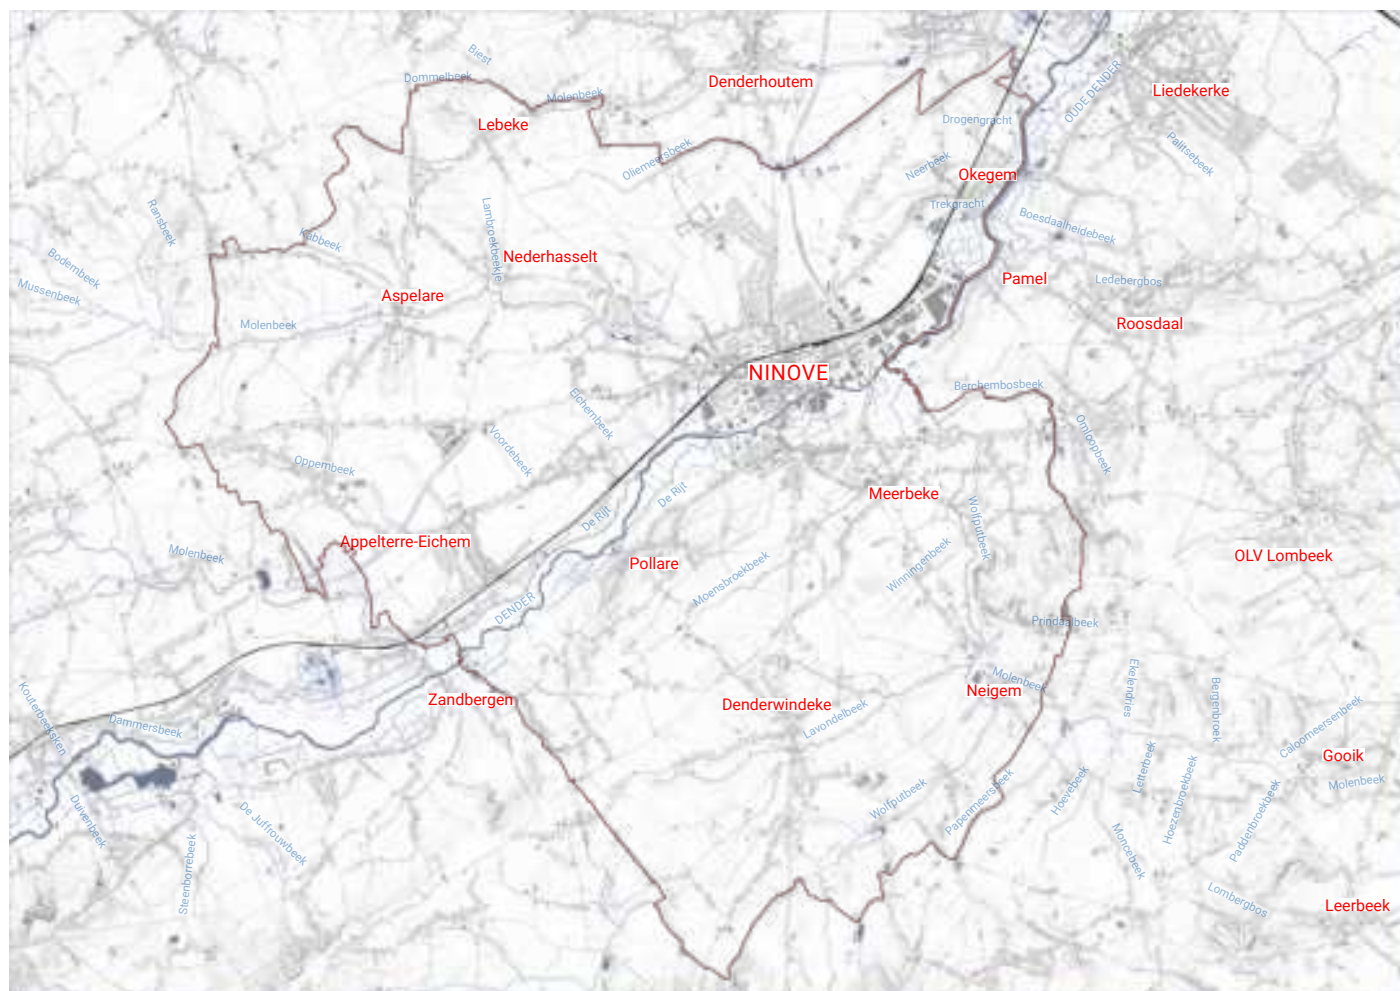 Biest
Dommelbeek
Molenbeek
Denderhoutem
Liedekerke
OUDE DENDER
Lebeke
Drogengracht
Oliemeersbeek
Palitsebeek
Neerbeek
Okegem
Trekgracht
Ransbeek
Kabbeek
Lambroekbeekje
Boesdaalheidebeek
Nederhasselt
Bodembeek
Mussenbeek
Pamel
Ledebergbos
Aspelare
Molenbeek
Roosdaal
NINOVE
Berchembosbeek
Eichembeek
Omloopbeek
Voordebeek
Oppembeek
De Rijt
Meerbeke
De Rijt
Wolfputbeek
Appelterre-Eichem
Molenbeek
Pollare
Moensbroekbeek
Winningenbeek
OLV Lombeek
DENDER
Prindaalbeek
Zandbergen
Molenbeek
Neigem
Ekelendries
Bergenbroek
Denderwindeke
Lavondelbeek
Kouterbeeksken
Dammersbeek
Caloomeersenbeek
Gooik
Molenbeek
Letterbeek
Hoevebeek
Hoezenbroekbeek
Wolfputbeek
Papenmeersbeek
Paddenbroekbeek
Duivenbeek
De Juffrouwbeek
Moncebeek
Steenborrebeek
Lombergbos
Leerbeek